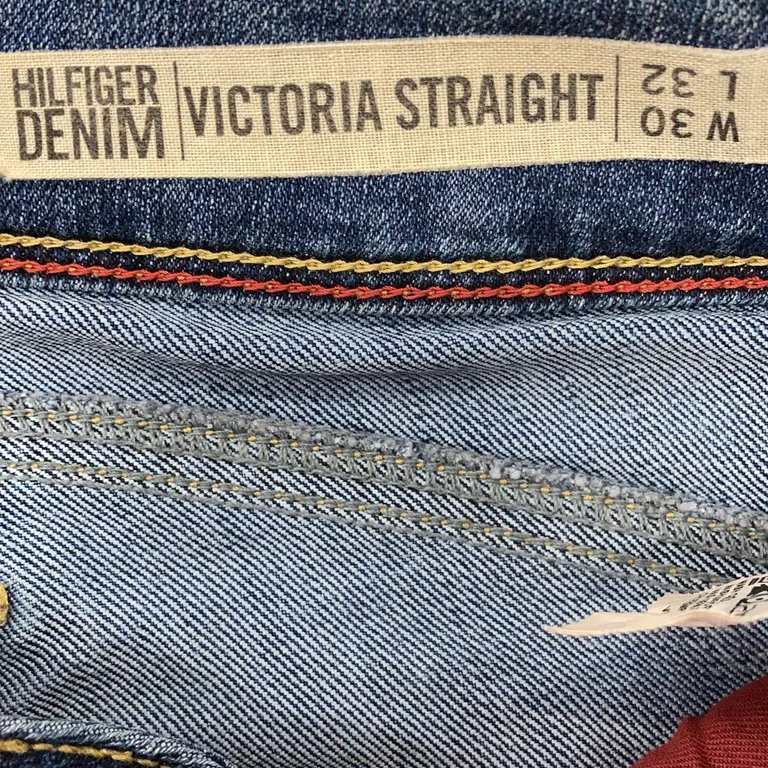 HILFIGER
DENIM
VICTORIA STRAIGHT
W 30
L 32